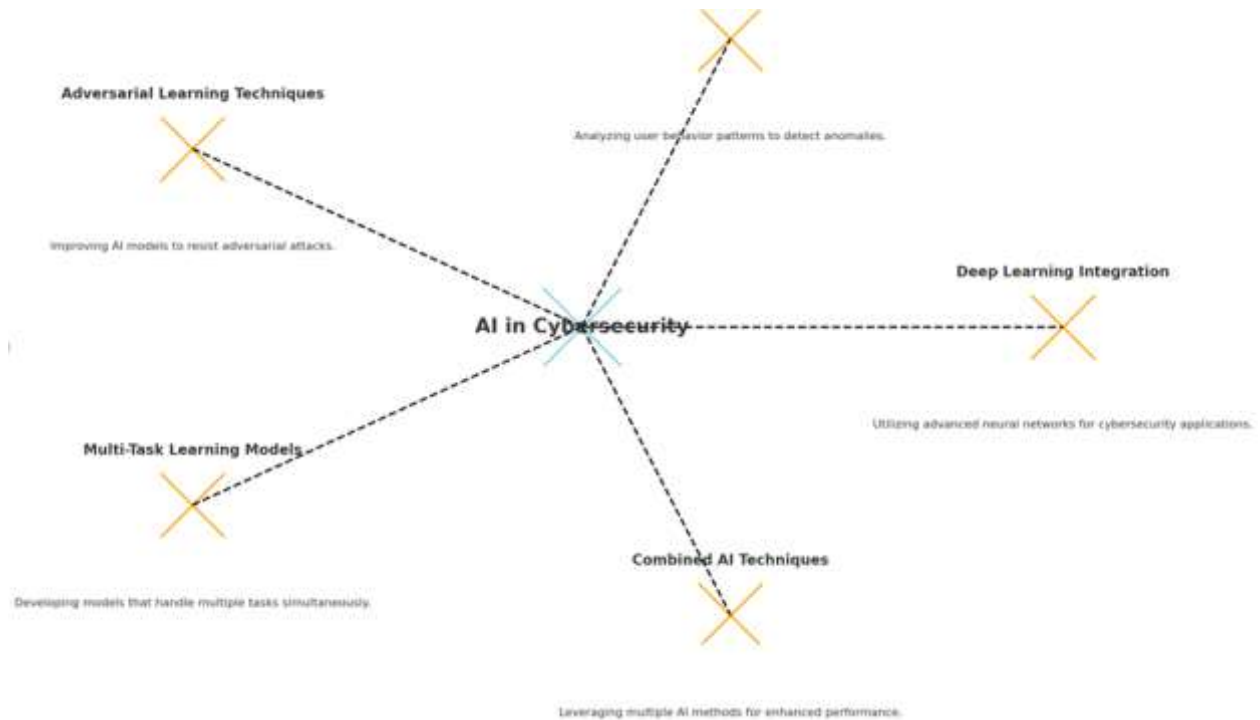 Adversarial Learning Techniques
Analyzing user behavior patterns to detect anomalies.
Improving AI models to resist adversarial attacks.
Deep Learning Integration
AI in Cybersecurity
Utilizing advanced neural networks for cybersecurity applications.
Multi-Task Learning Models
Combined AI Techniques
Developing models that handle multiple tasks simultaneously.
Leveraging multiple AI methods for enhanced performance.